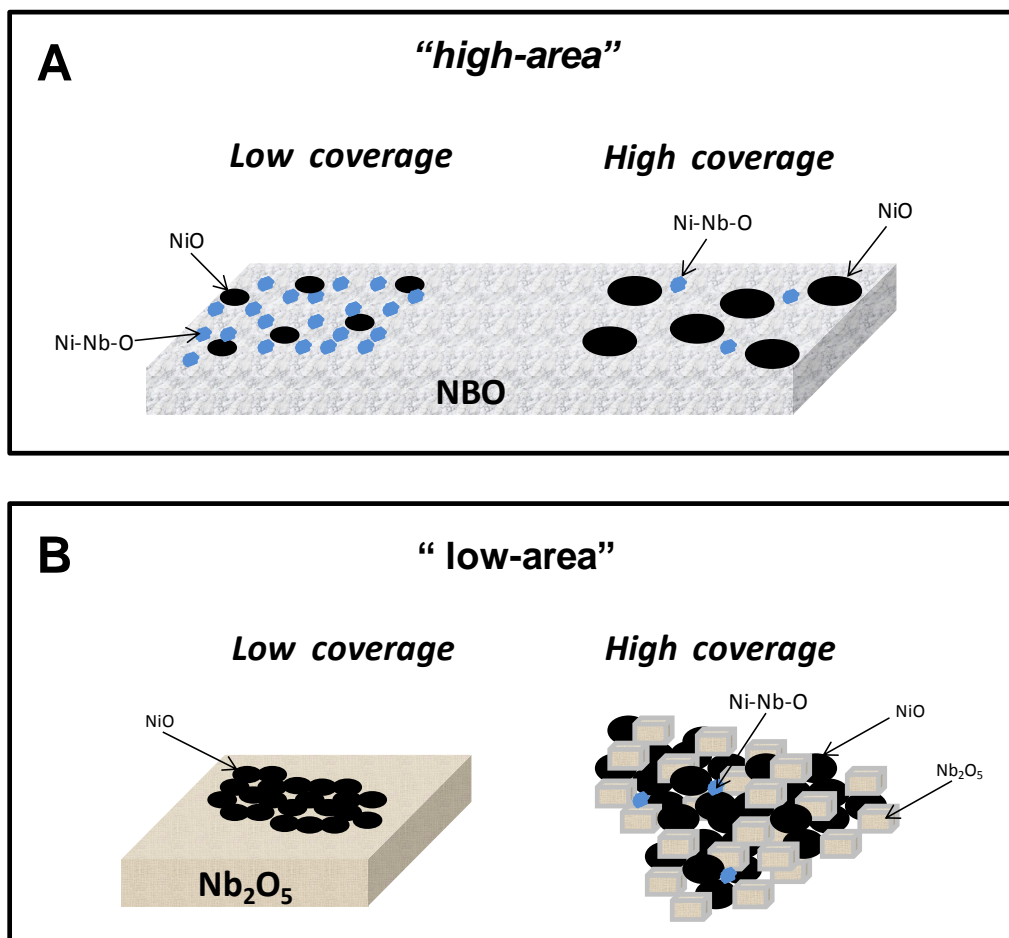 A
“high-area”
Low coverage
High coverage
NiO
Ni-Nb-O
NiO
Ni-Nb-O
NBO
B
“ low-area”
Low coverage
High coverage
NiO
Ni-Nb-O
NiO
Nb₂O₅
Nb₂O₅